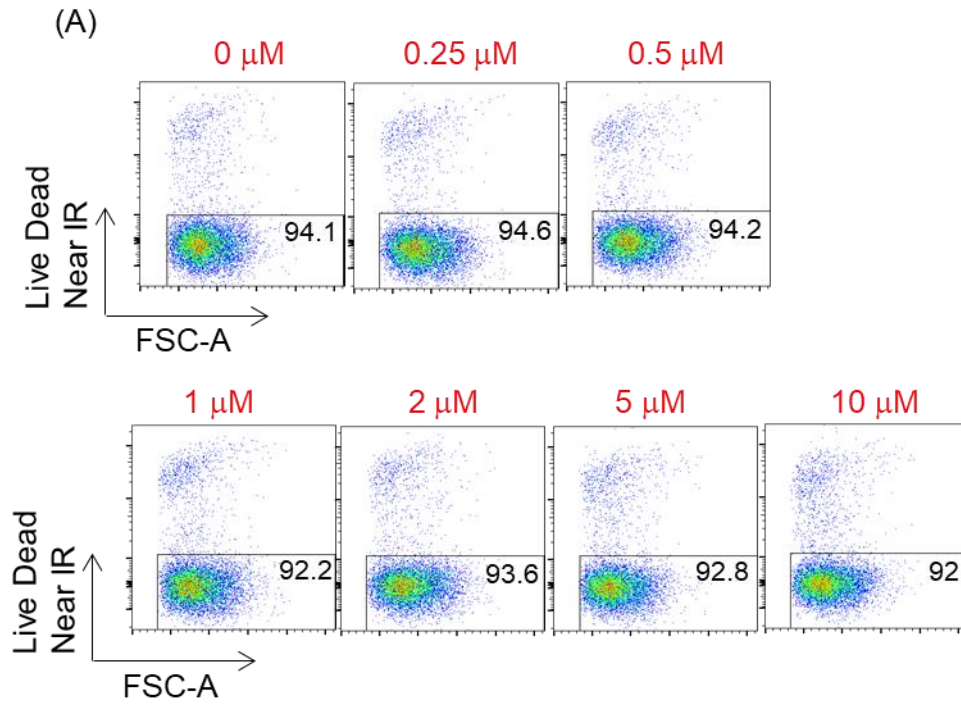 (A)
0 μM 0.25 μM 0.5 μM
94.1 94.6 94.2
Live Dead
Near IR
FSC-A
1 μM 2 μM 5 μM 10 μM
92.2 93.6 92.8 92
Live Dead
Near IR
FSC-A